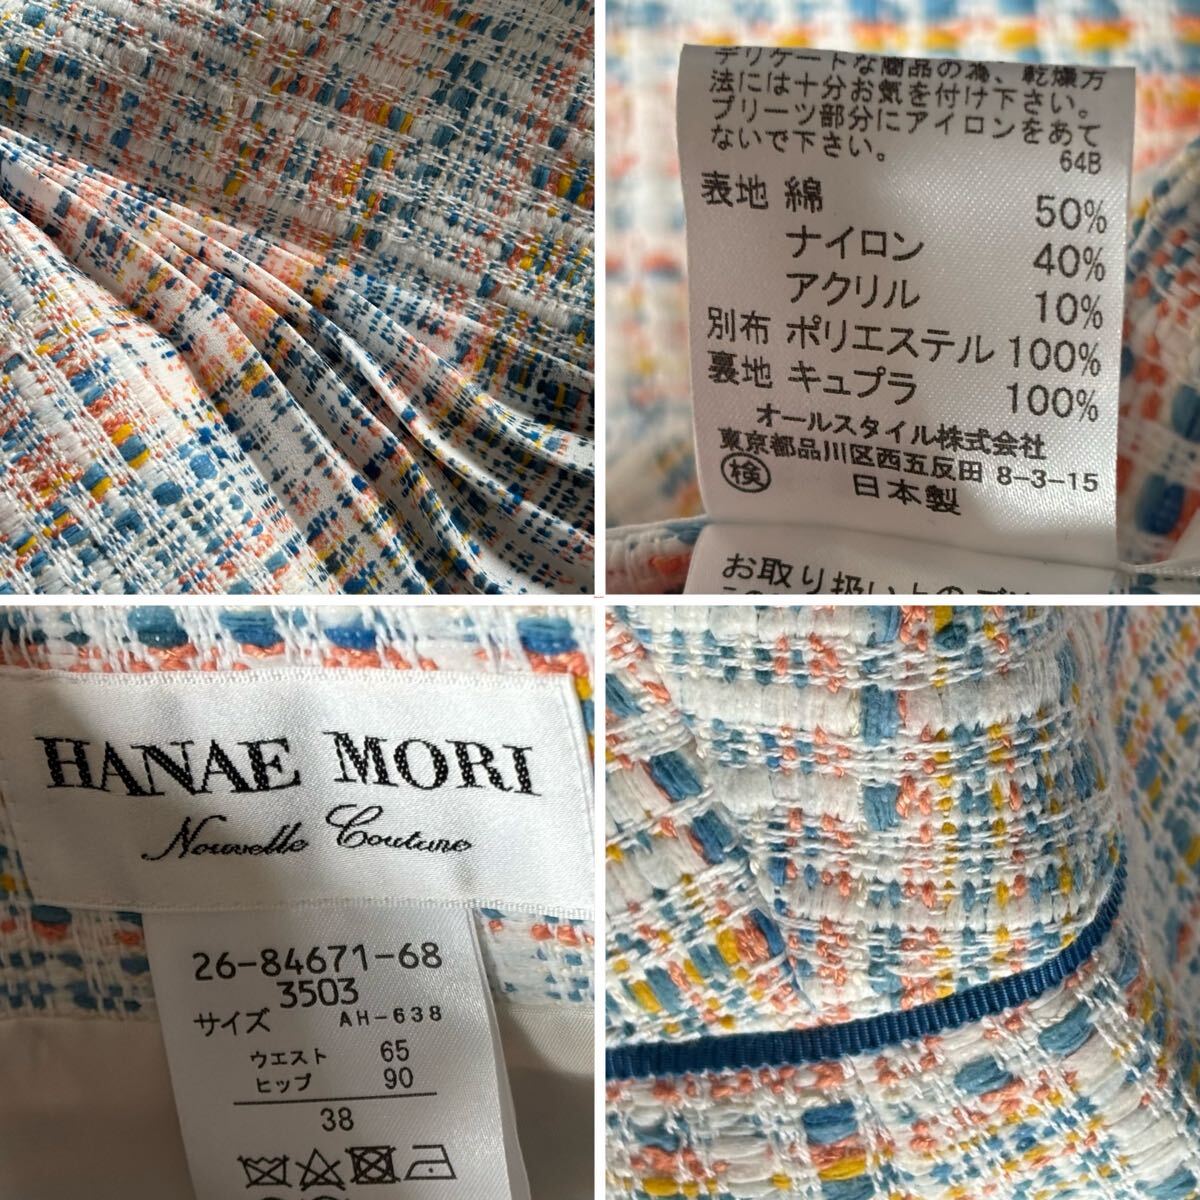 デリケートな商品の為、乾燥方
法には十分お気を付け下さい。
プリーツ部分にアイロンをあて
ないで下さい。
64B
表地 綿 50%
ナイロン 40%
アクリル 10%
別布 ポリエステル 100%
裏地 キュプラ 100%
オールスタイル株式会社
東京都品川区西五反田 8-3-15
検 日本製
お取り扱い上の
HANAE MORI
Nouvelle Couture
26-84671-68
3503
サイズ AH-638
ウエスト 65
ヒップ 90
38